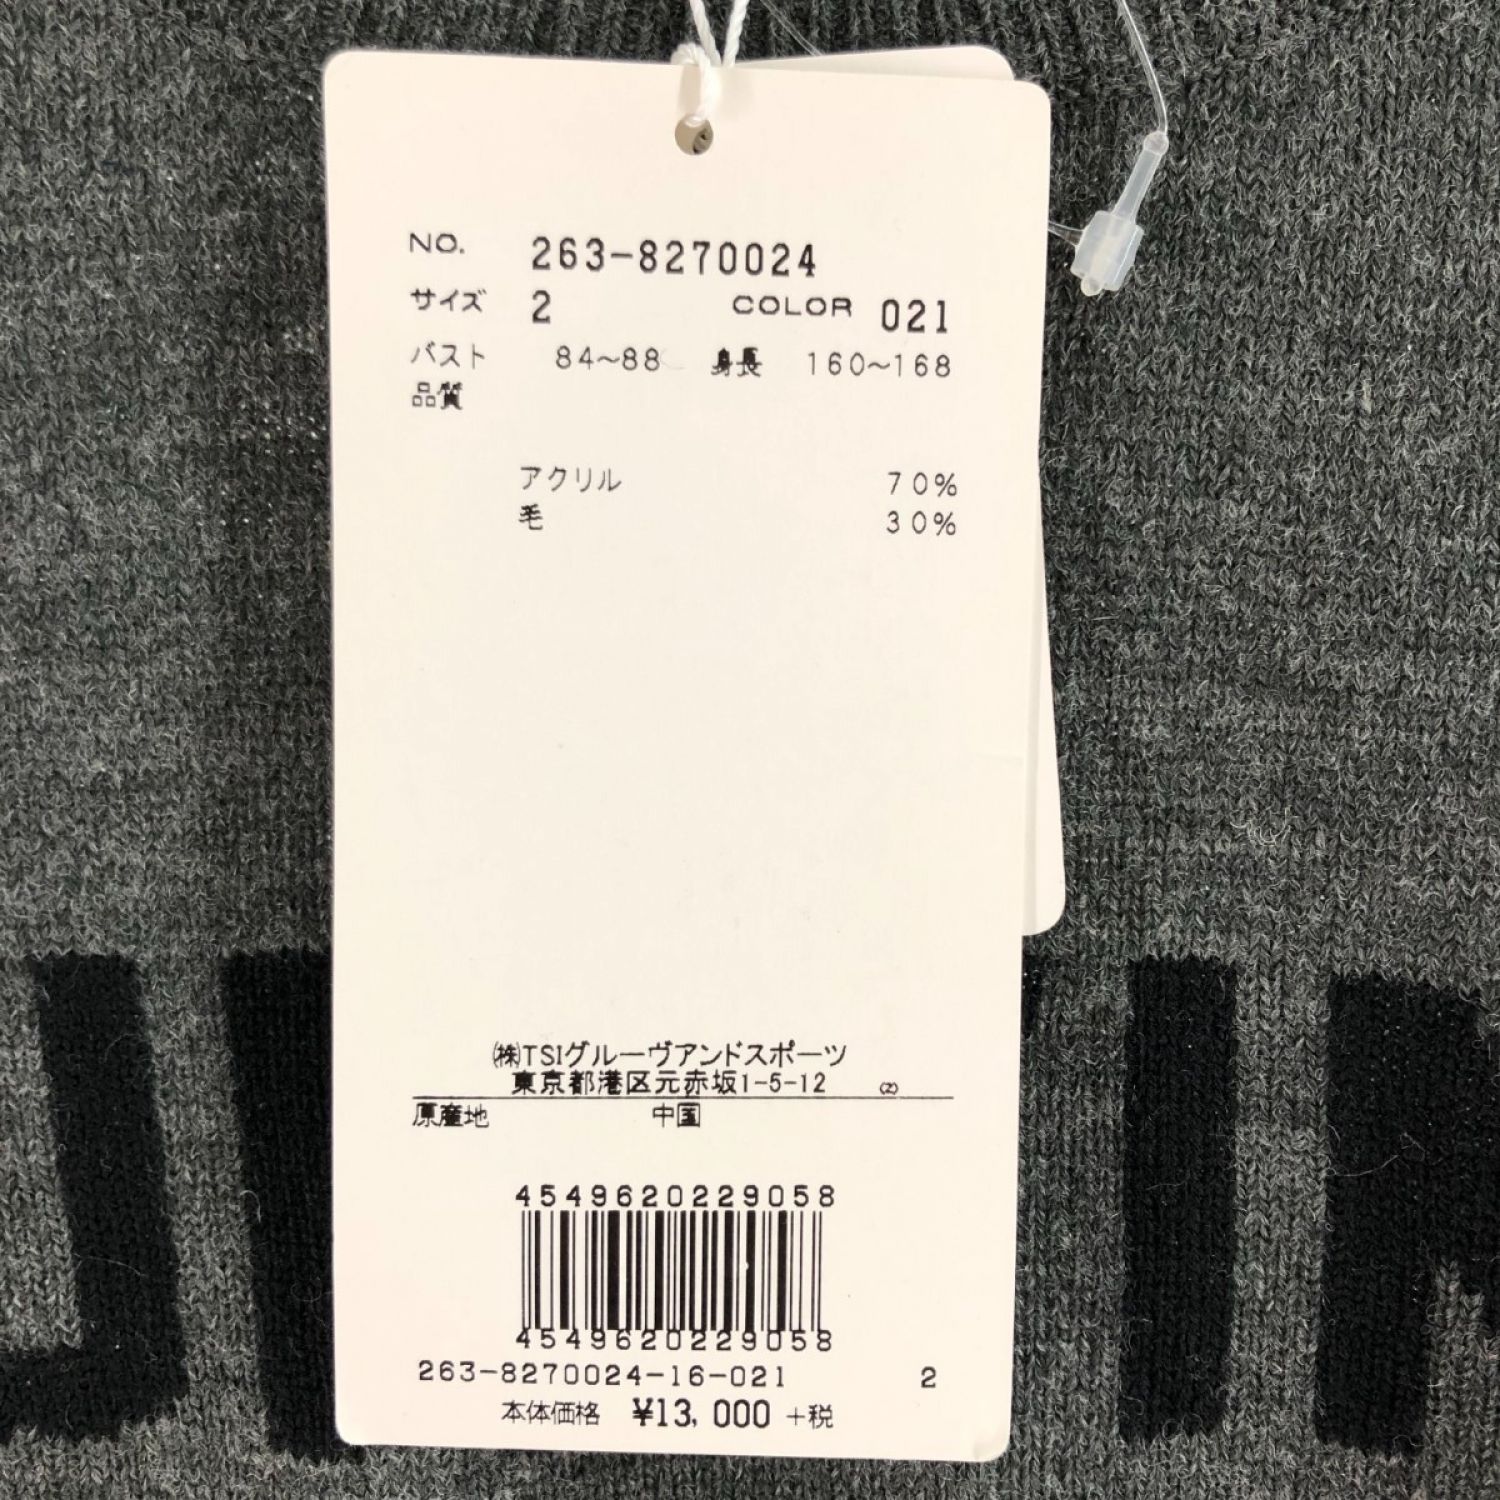 NO. 263-8270024
サイズ 2 COLOR 021
バスト 84～88 身長 160～168
品質
アクリル 70%
毛 30%
㈱TSIグルーヴアンドスポーツ
東京都港区元赤坂1-5-12 (Z)
原産地 中国
4549620229058
4549620229058
263-8270024-16-021 2
本体価格 ¥13,000 +税